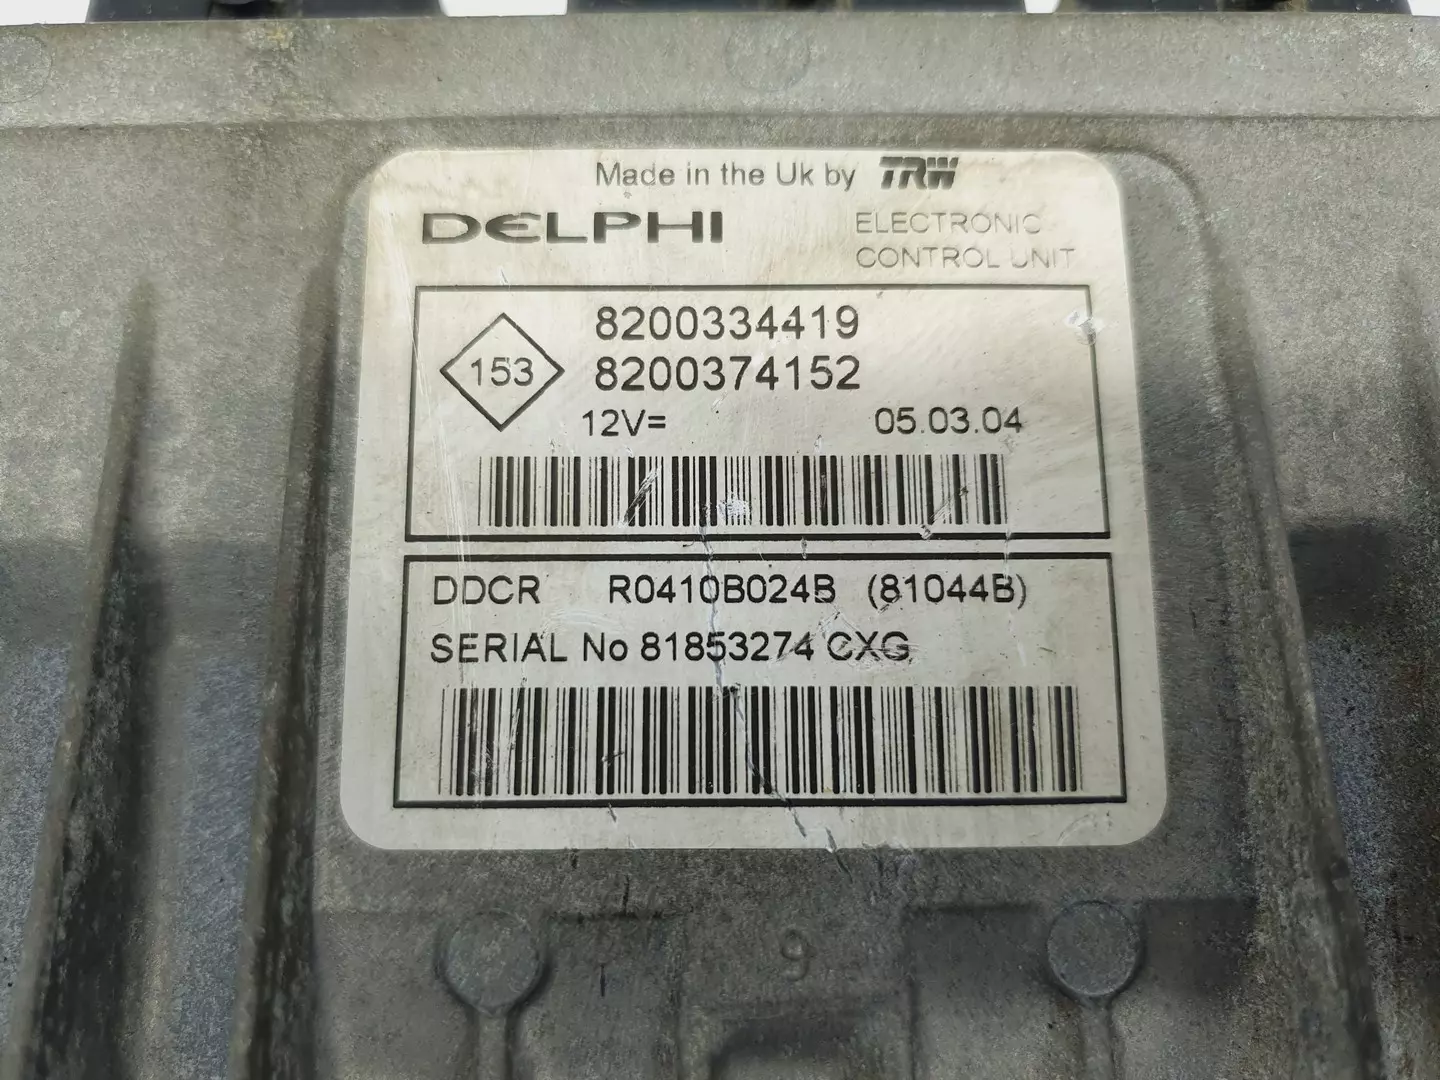 Made in the Uk by TRW
DELPHI
ELECTRONIC
CONTROL UNIT
153
8200334419
8200374152
12V=
05.03.04
DDCR R0410B024B (81044B)
SERIAL No 81853274 CXG
9